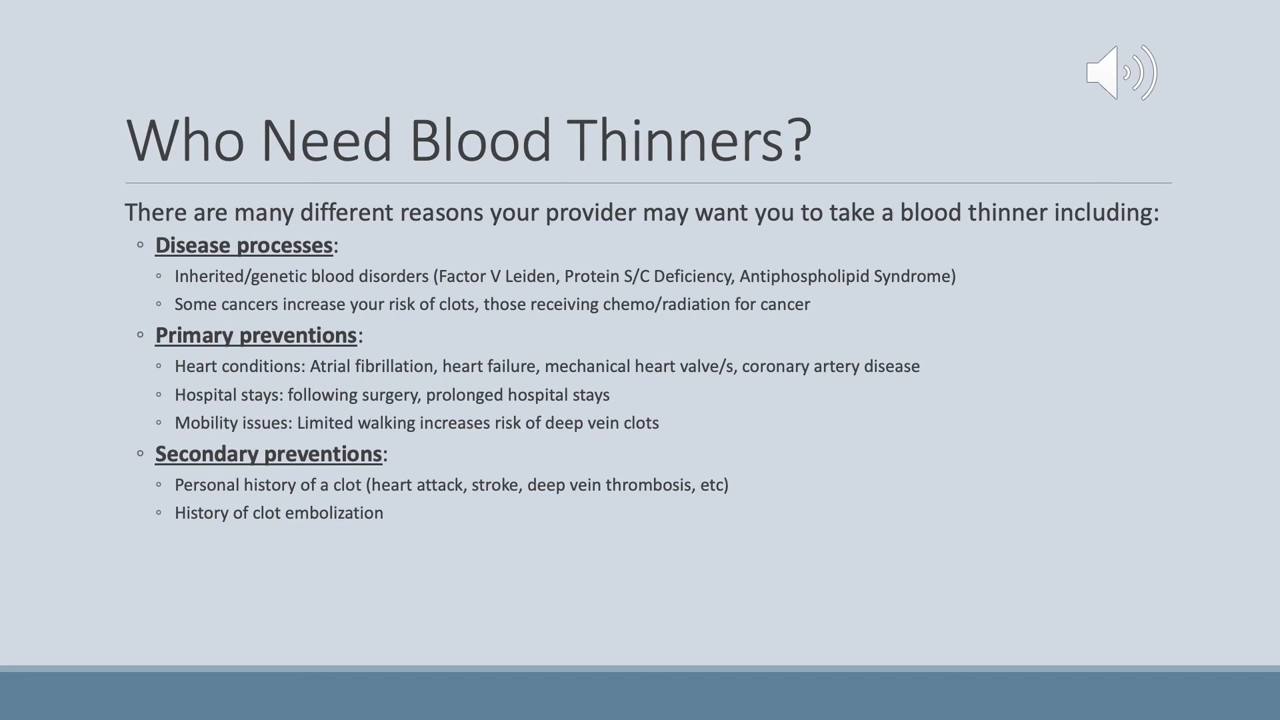 Who Need Blood Thinners?
There are many different reasons your provider may want you to take a blood thinner including:
◦ Disease processes:
◦ Inherited/genetic blood disorders (Factor V Leiden, Protein S/C Deficiency, Antiphospholipid Syndrome)
◦ Some cancers increase your risk of clots, those receiving chemo/radiation for cancer
◦ Primary preventions:
◦ Heart conditions: Atrial fibrillation, heart failure, mechanical heart valve/s, coronary artery disease
◦ Hospital stays: following surgery, prolonged hospital stays
◦ Mobility issues: Limited walking increases risk of deep vein clots
◦ Secondary preventions:
◦ Personal history of a clot (heart attack, stroke, deep vein thrombosis, etc)
◦ History of clot embolization